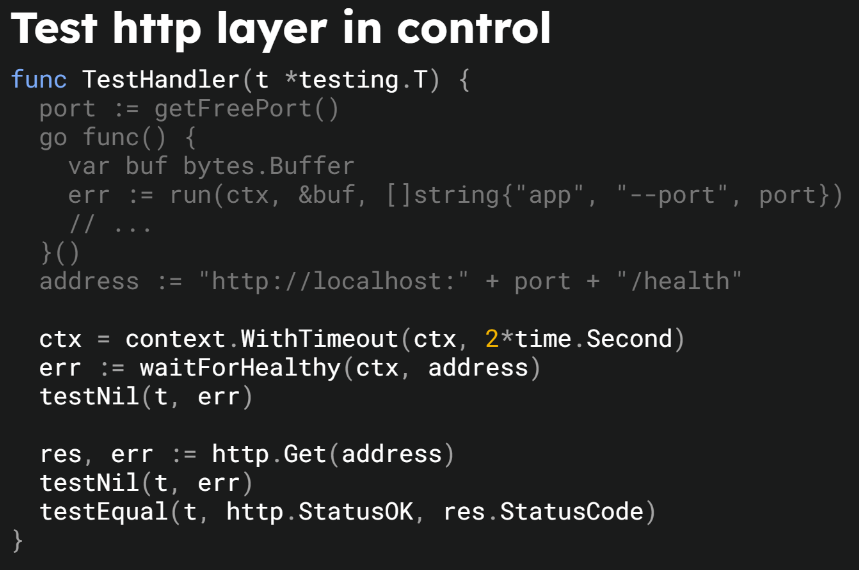 Test http layer in control
func TestHandler(t *testing.T) {
  port := getFreePort()
  go func() {
    var buf bytes.Buffer
    err := run(ctx, &buf, []string{"app", "--port", port})
    // ...
  }()
  address := "http://localhost:" + port + "/health"

  ctx = context.WithTimeout(ctx, 2*time.Second)
  err := waitForHealthy(ctx, address)
  testNil(t, err)

  res, err := http.Get(address)
  testNil(t, err)
  testEqual(t, http.StatusOK, res.StatusCode)
}